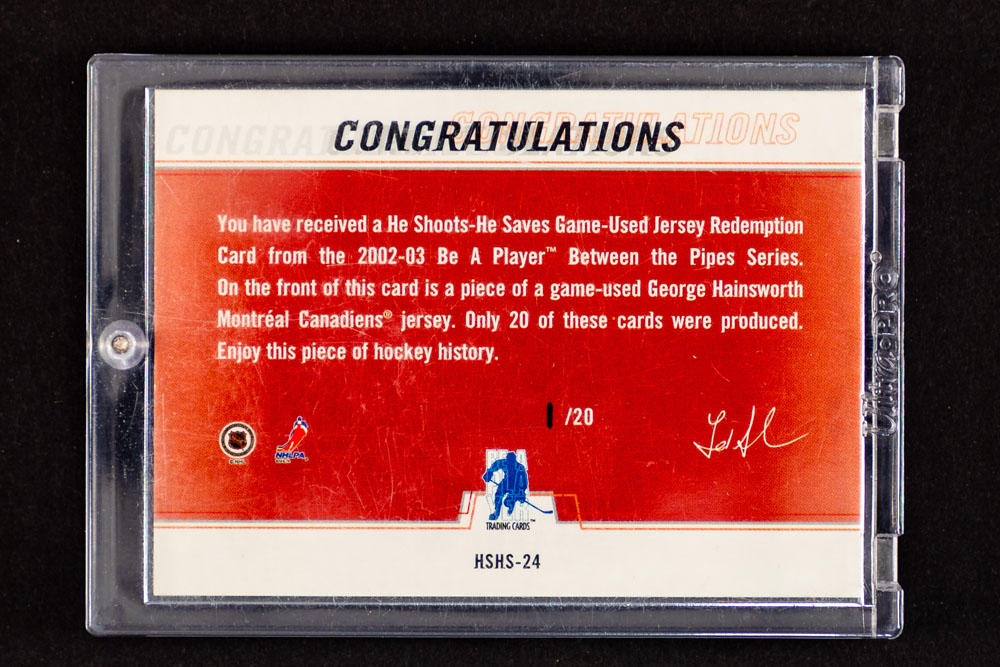 CONGRATULATIONS
You have received a He Shoots-He Saves Game-Used Jersey Redemption
Card from the 2002-03 Be A Player™ Between the Pipes Series.
On the front of this card is a piece of a game-used George Hainsworth
Montréal Canadiens® jersey. Only 20 of these cards were produced.
Enjoy this piece of hockey history.
1 /20
NHLPA
TRADING CARDS™
HSHS-24
ULTRA•PRO®